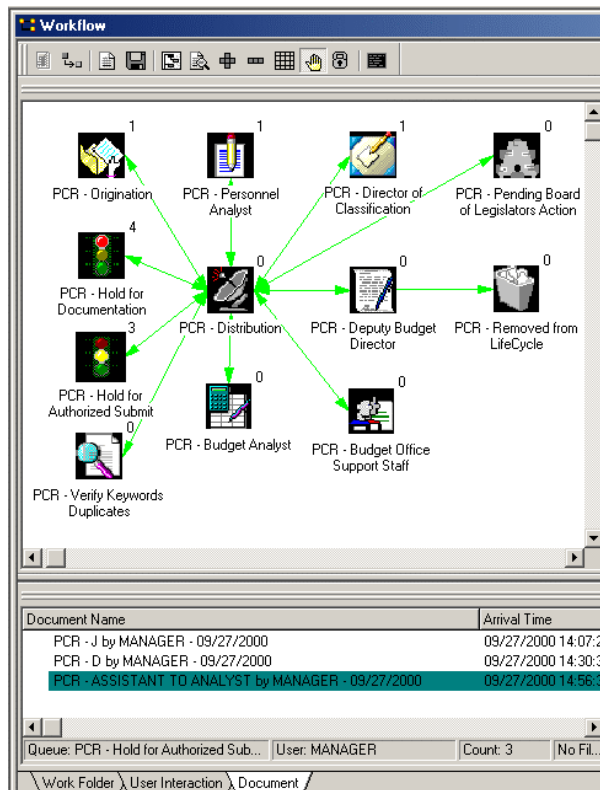 Workflow
1
1
1
0
PCR - Origination
PCR - Personnel
Analyst
PCR - Director of
Classification
PCR - Pending Board
of Legislators Action
4
0
0
0
PCR - Hold for
Documentation
PCR - Distribution
PCR - Deputy Budget
Director
PCR - Removed from
LifeCycle
3
0
0
PCR - Hold for
Authorized Submit
PCR - Budget Analyst
PCR - Budget Office
Support Staff
0
PCR - Verify Keywords
Duplicates
Document Name Arrival Time
PCR - J by MANAGER - 09/27/2000 09/27/2000 14:07:2
PCR - D by MANAGER - 09/27/2000 09/27/2000 14:30:3
PCR - ASSISTANT TO ANALYST by MANAGER - 09/27/2000 09/27/2000 14:56:3
Queue: PCR - Hold for Authorized Sub... User: MANAGER Count: 3 No Fil...
Work Folder User Interaction Document